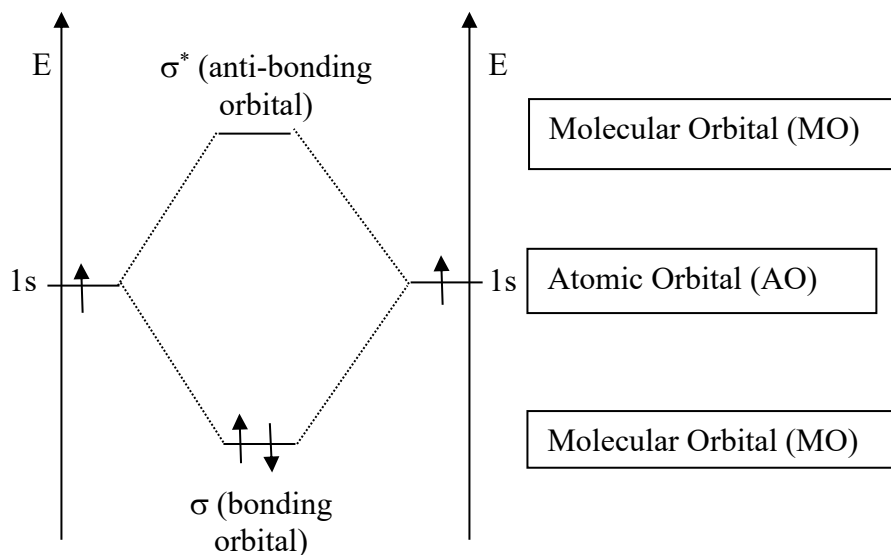 E
E
σ* (anti-bonding
orbital)
Molecular Orbital (MO)
1s
1s
Atomic Orbital (AO)
Molecular Orbital (MO)
σ (bonding
orbital)